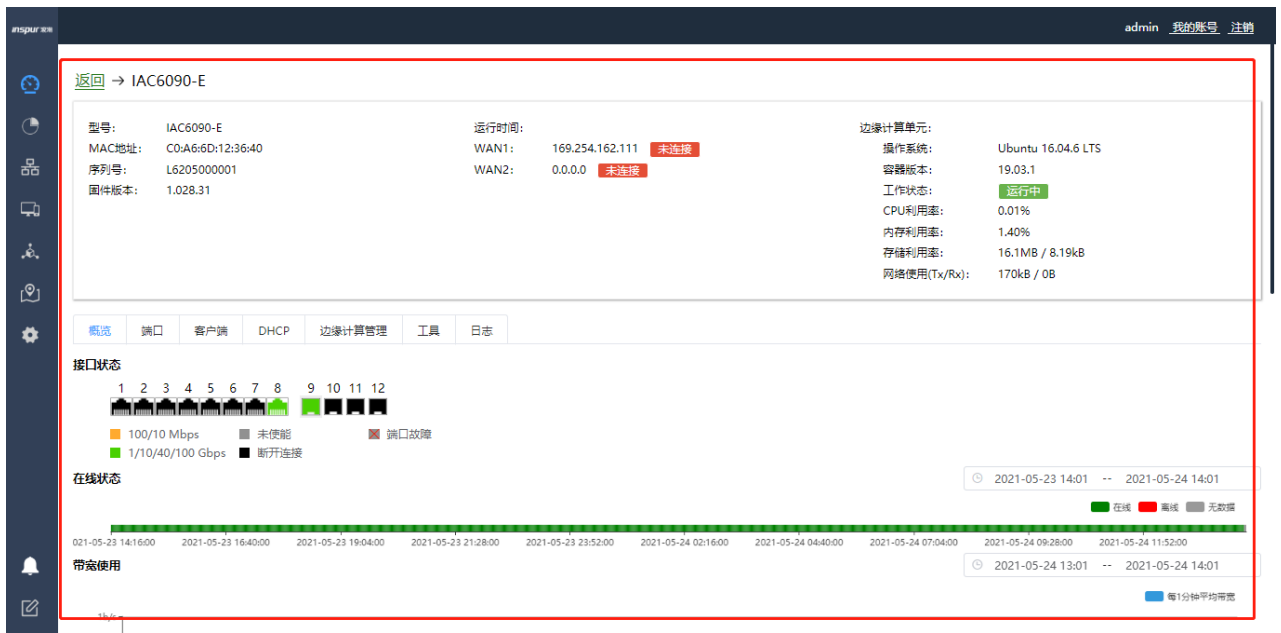 inspur 浪潮
admin 我的账号 注销
返回 → IAC6090-E
型号: IAC6090-E
MAC地址: C0:A6:6D:12:36:40
序列号: L6205000001
固件版本: 1.028.31
运行时间:
WAN1: 169.254.162.111 未连接
WAN2: 0.0.0.0 未连接
边缘计算单元:
操作系统: Ubuntu 16.04.6 LTS
容器版本: 19.03.1
工作状态: 运行中
CPU利用率: 0.01%
内存利用率: 1.40%
存储利用率: 16.1MB / 8.19kB
网络使用(Tx/Rx): 170kB / 0B
概览 端口 客户端 DHCP 边缘计算管理 工具 日志
接口状态
1 2 3 4 5 6 7 8 9 10 11 12
100/10 Mbps 未使能 端口故障
1/10/40/100 Gbps 断开连接
在线状态 2021-05-23 14:01 -- 2021-05-24 14:01
在线 离线 无数据
021-05-23 14:16:00 2021-05-23 16:40:00 2021-05-23 19:04:00 2021-05-23 21:28:00 2021-05-23 23:52:00 2021-05-24 02:16:00 2021-05-24 04:40:00 2021-05-24 07:04:00 2021-05-24 09:28:00 2021-05-24 11:52:00
带宽使用 2021-05-24 13:01 -- 2021-05-24 14:01
每1分钟平均带宽
1b/s